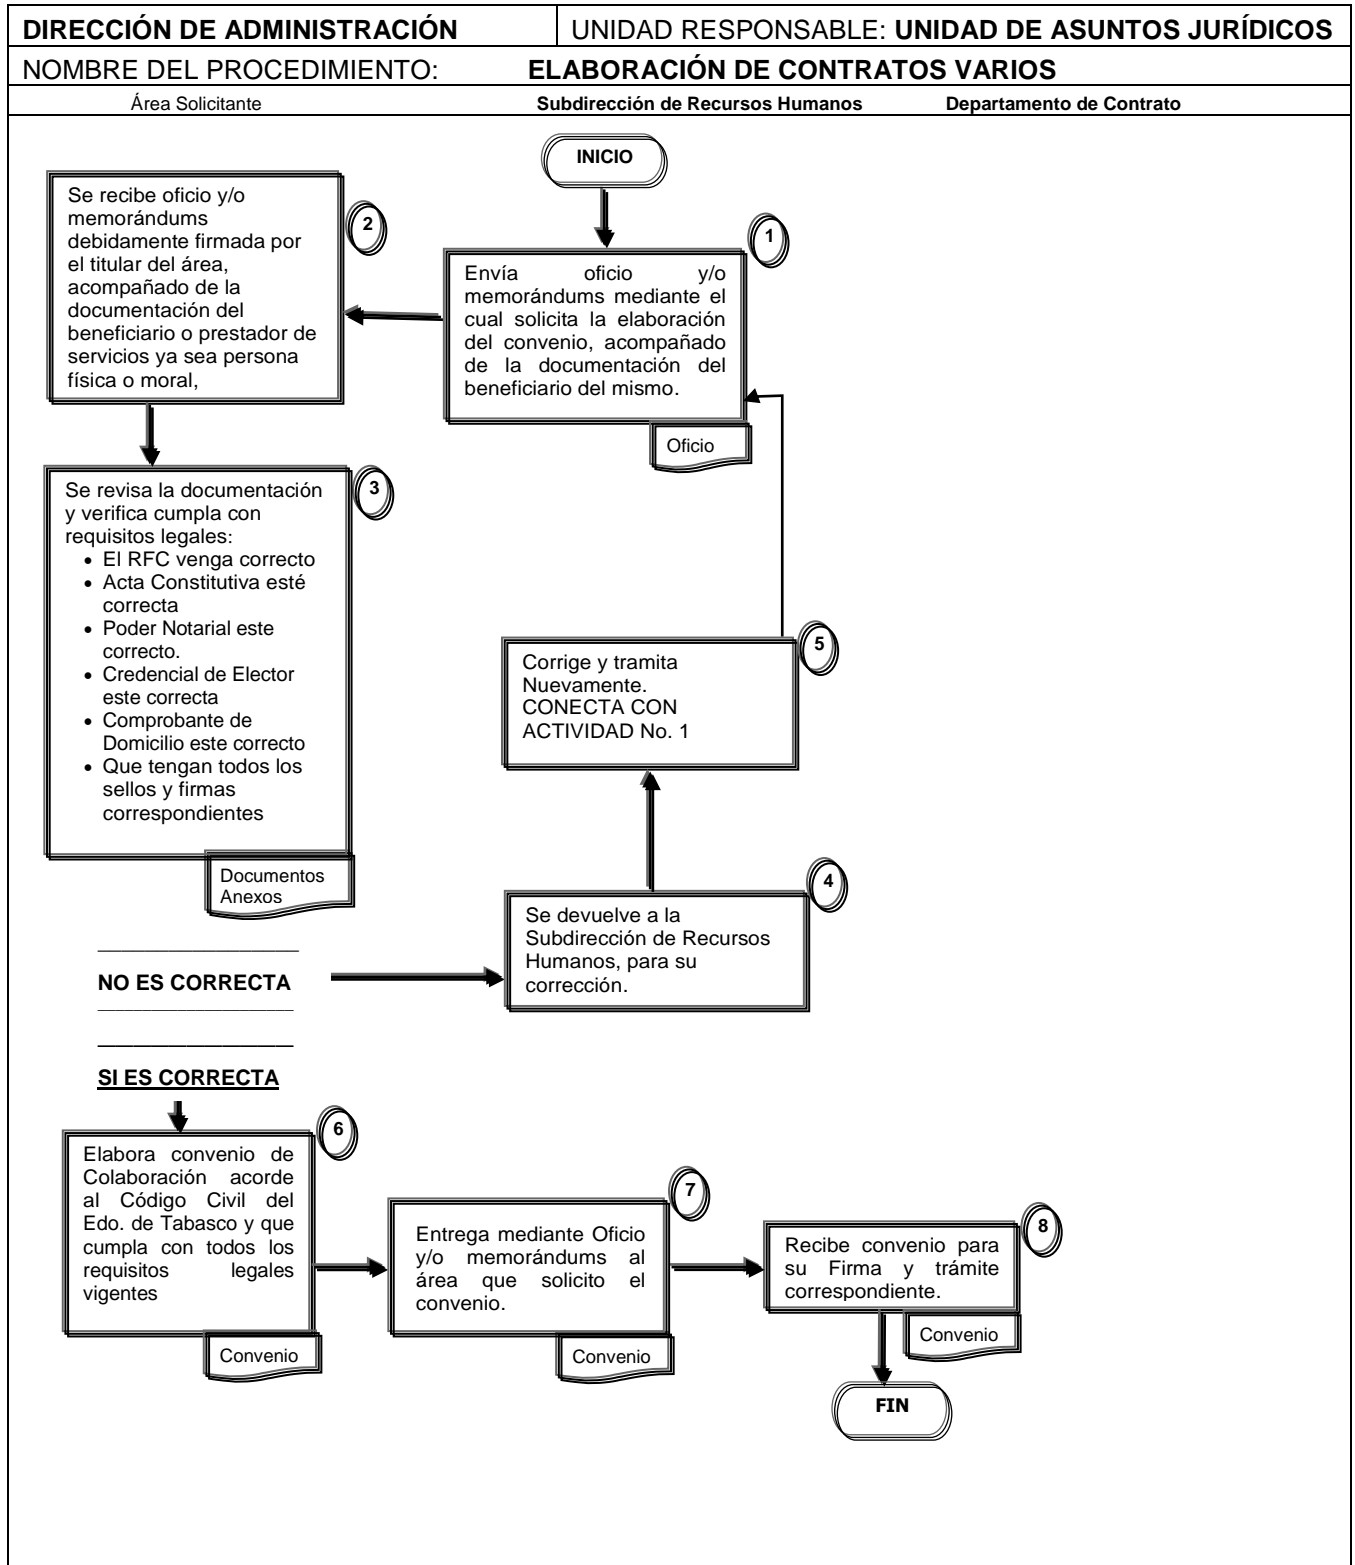 DIRECCIÓN DE ADMINISTRACIÓN
UNIDAD RESPONSABLE: UNIDAD DE ASUNTOS JURÍDICOS
NOMBRE DEL PROCEDIMIENTO: ELABORACIÓN DE CONTRATOS VARIOS
Área Solicitante
Subdirección de Recursos Humanos
Departamento de Contrato
INICIO
1
Envía oficio y/o
memorándums mediante el
cual solicita la elaboración
del convenio, acompañado
de la documentación del
beneficiario del mismo.
Oficio
2
Se recibe oficio y/o
memorándums
debidamente firmada por
el titular del área,
acompañado de la
documentación del
beneficiario o prestador de
servicios ya sea persona
física o moral,
3
Se revisa la documentación
y verifica cumpla con
requisitos legales:
• El RFC venga correcto
• Acta Constitutiva esté
correcta
• Poder Notarial este
correcto.
• Credencial de Elector
este correcta
• Comprobante de
Domicilio este correcto
• Que tengan todos los
sellos y firmas
correspondientes
Documentos
Anexos
NO ES CORRECTA
4
Se devuelve a la
Subdirección de Recursos
Humanos, para su
corrección.
5
Corrige y tramita
Nuevamente.
CONECTA CON
ACTIVIDAD No. 1
SI ES CORRECTA
6
Elabora convenio de
Colaboración acorde
al Código Civil del
Edo. de Tabasco y que
cumpla con todos los
requisitos legales
vigentes
Convenio
7
Entrega mediante Oficio
y/o memorándums al
área que solicito el
convenio.
Convenio
8
Recibe convenio para
su Firma y trámite
correspondiente.
Convenio
FIN